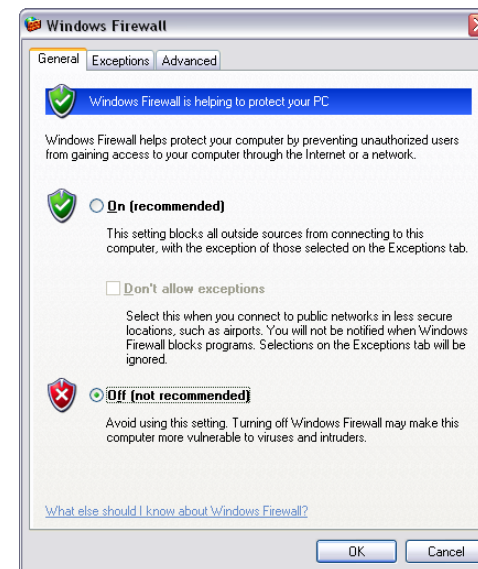 Windows Firewall
General Exceptions Advanced
Windows Firewall is helping to protect your PC
Windows Firewall helps protect your computer by preventing unauthorized users
from gaining access to your computer through the Internet or a network.
On (recommended)
This setting blocks all outside sources from connecting to this
computer, with the exception of those selected on the Exceptions tab.
Don't allow exceptions
Select this when you connect to public networks in less secure
locations, such as airports. You will not be notified when Windows
Firewall blocks programs. Selections on the Exceptions tab will be
ignored.
Off (not recommended)
Avoid using this setting. Turning off Windows Firewall may make this
computer more vulnerable to viruses and intruders.
What else should I know about Windows Firewall?
OK Cancel